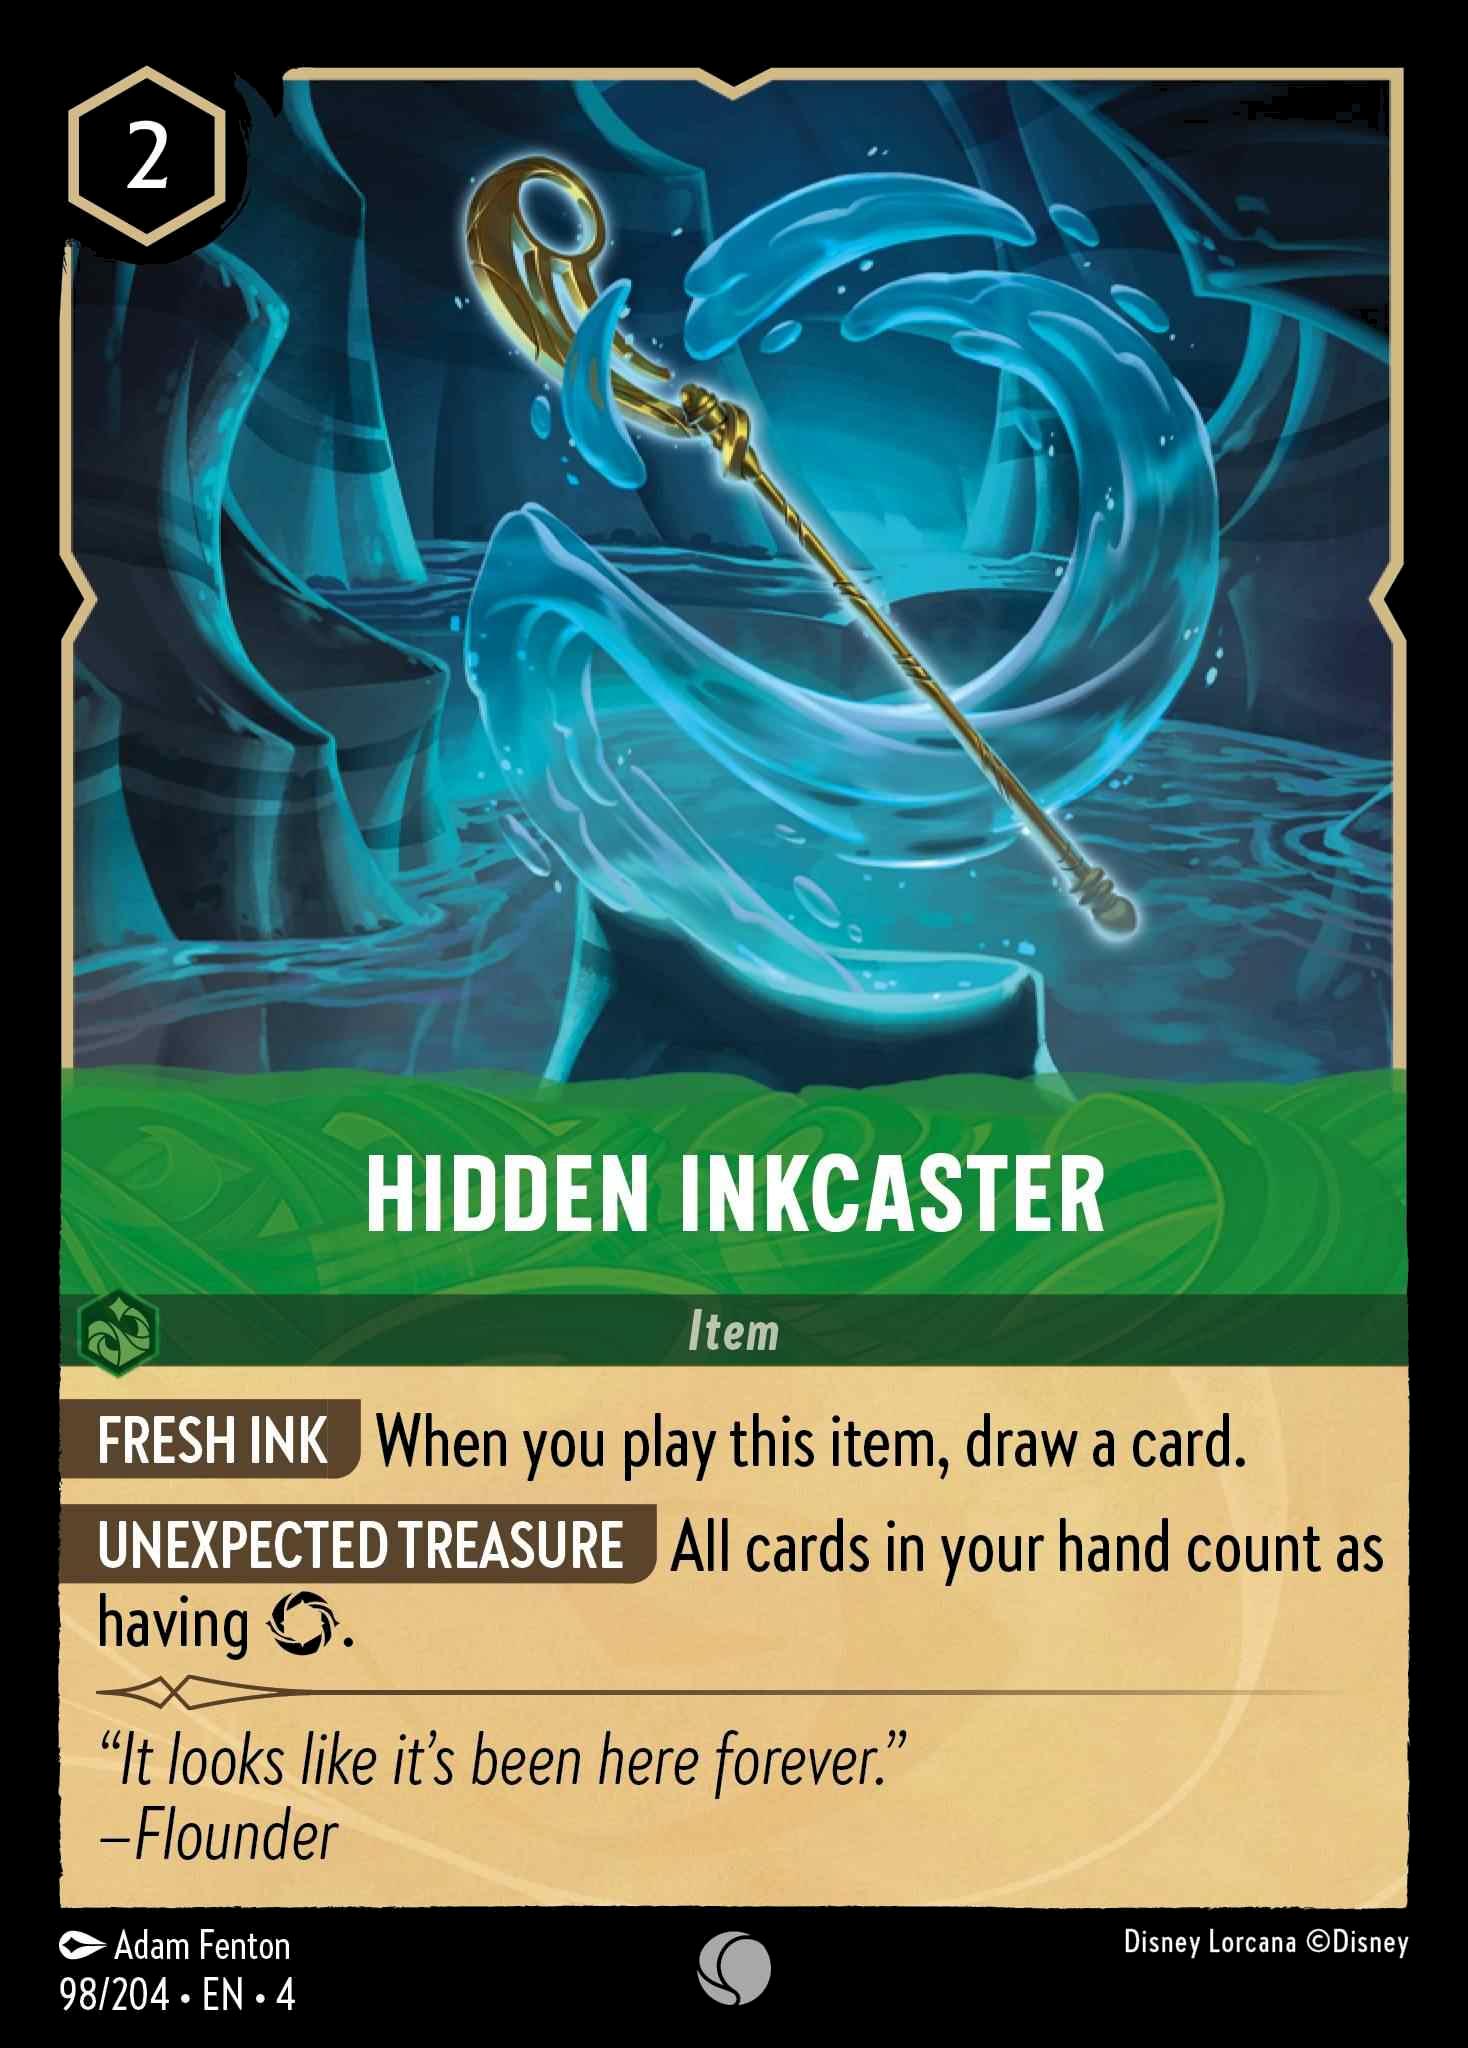 2
HIDDEN INKCASTER
Item
FRESH INK When you play this item, draw a card.
UNEXPECTED TREASURE All cards in your hand count as
having .
“It looks like it’s been here forever.”
–Flounder
Adam Fenton
98/204 • EN • 4
Disney Lorcana ©Disney